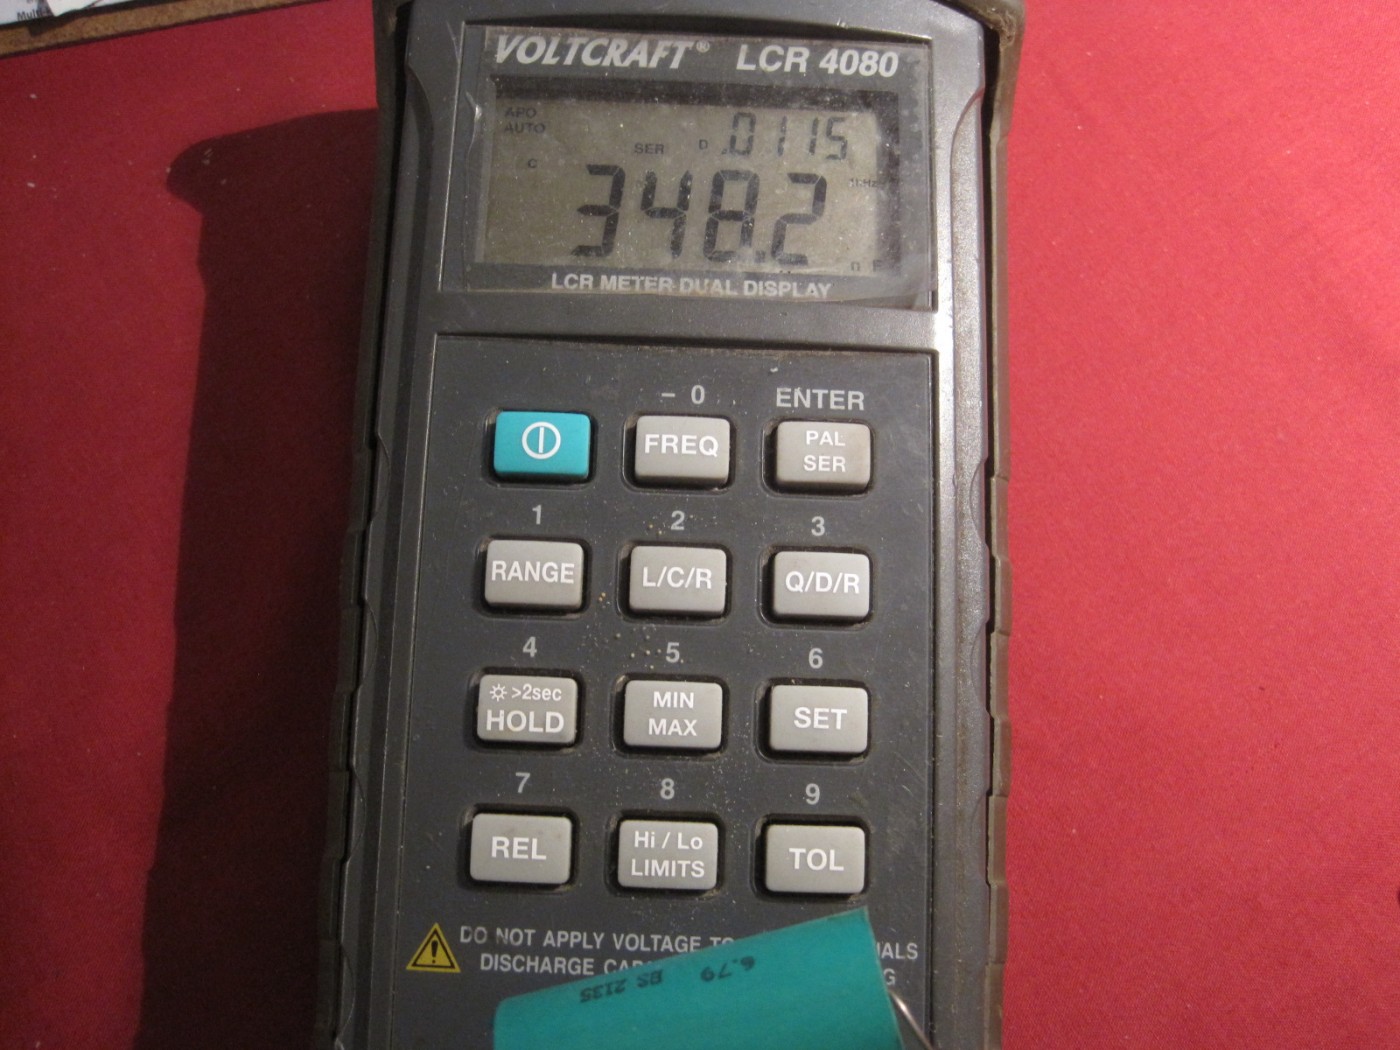 Mult
VOLTCRAFT® LCR 4080
APO
AUTO
SER D .0115
C
348.2
1KHz
n F
LCR METER DUAL DISPLAY
– 0 ENTER
FREQ PAL SER
1 2 3
RANGE L/C/R Q/D/R
4 5 6
>2sec
HOLD MIN MAX SET
7 8 9
REL Hi / Lo LIMITS TOL
DO NOT APPLY VOLTAGE
DISCHARGE
6.79 BS 2135